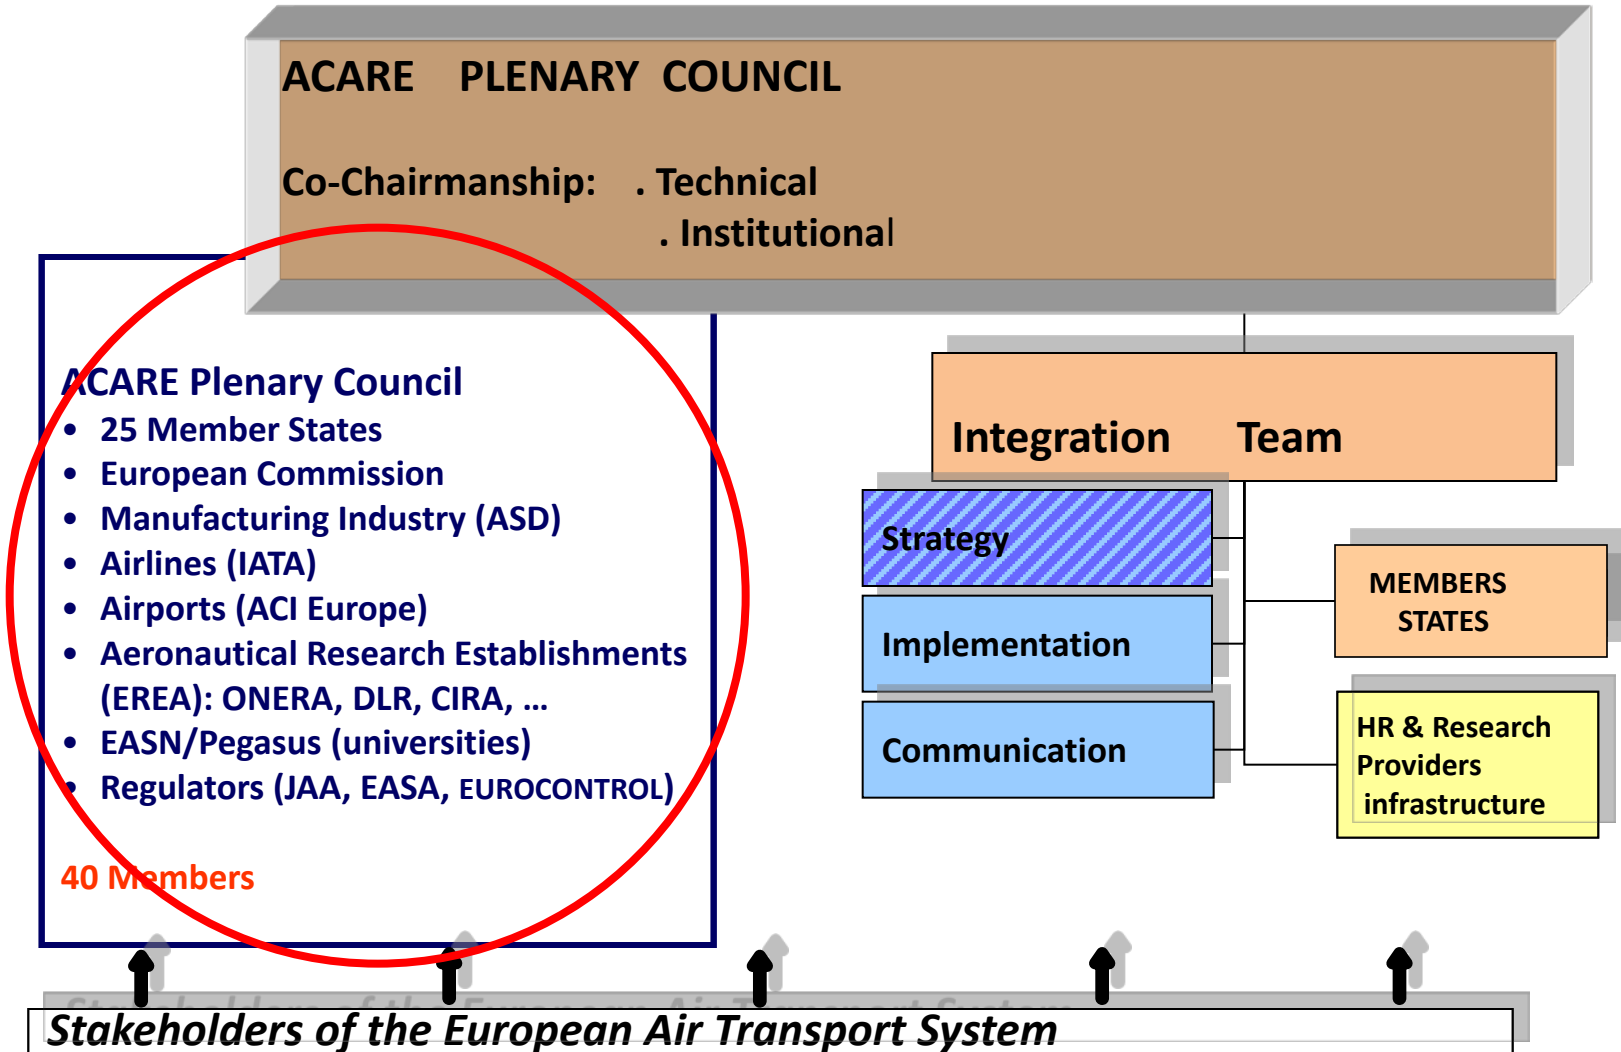 ACARE PLENARY COUNCIL
Co-Chairmanship: . Technical
. Institutional
ACARE Plenary Council
• 25 Member States
• European Commission
• Manufacturing Industry (ASD)
• Airlines (IATA)
• Airports (ACI Europe)
• Aeronautical Research Establishments
(EREA): ONERA, DLR, CIRA, ...
• EASN/Pegasus (universities)
• Regulators (JAA, EASA, EUROCONTROL)
40 Members
Integration Team
Strategy
Implementation
Communication
MEMBERS
STATES
HR & Research
Providers
infrastructure
Stakeholders of the European Air Transport System